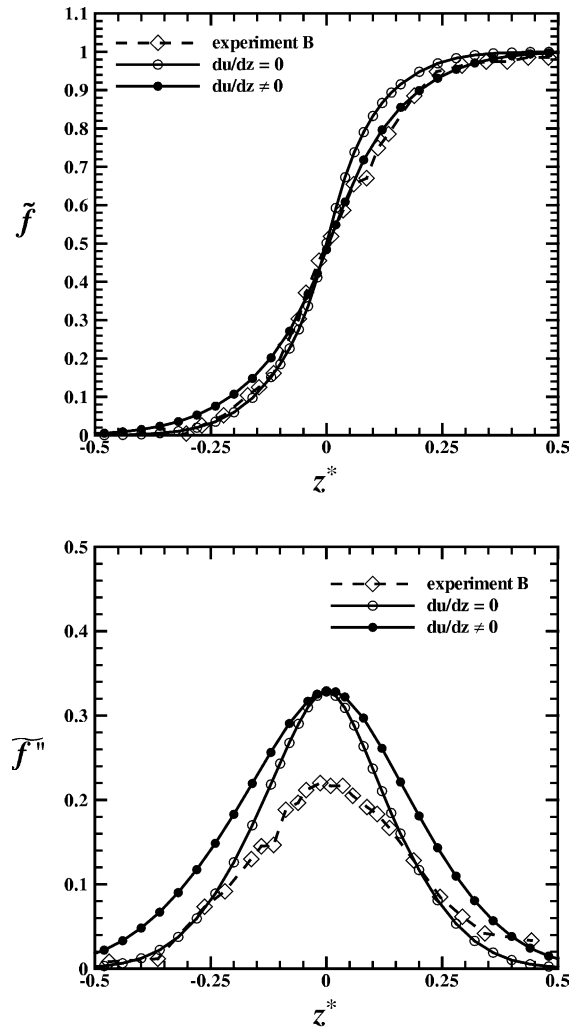 1.1
1
0.9
0.8
0.7
0.6
0.5
0.4
0.3
0.2
0.1
0
f̃
experiment B
du/dz = 0
du/dz ≠ 0
-0.5 -0.25 0 0.25 0.5
z*
0.5
0.4
0.3
0.2
0.1
0
f̃"
experiment B
du/dz = 0
du/dz ≠ 0
-0.5 -0.25 0 0.25 0.5
z*